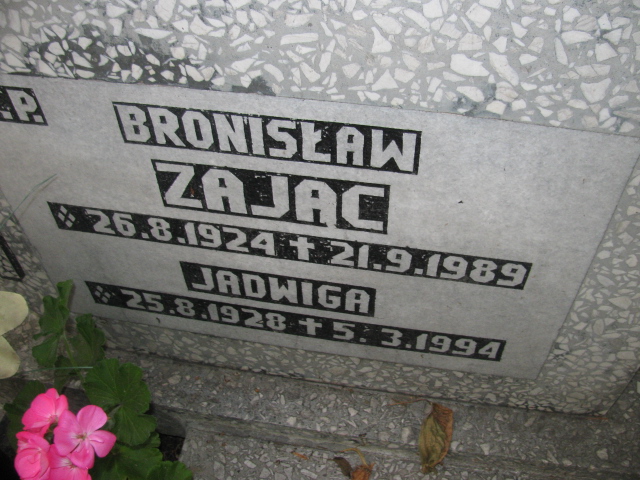 .P.
BRONISŁAW
ZAJĄC
26.8.1924 ✝ 21.9.1989
JADWIGA
25.8.1928 ✝ 5.3.1994